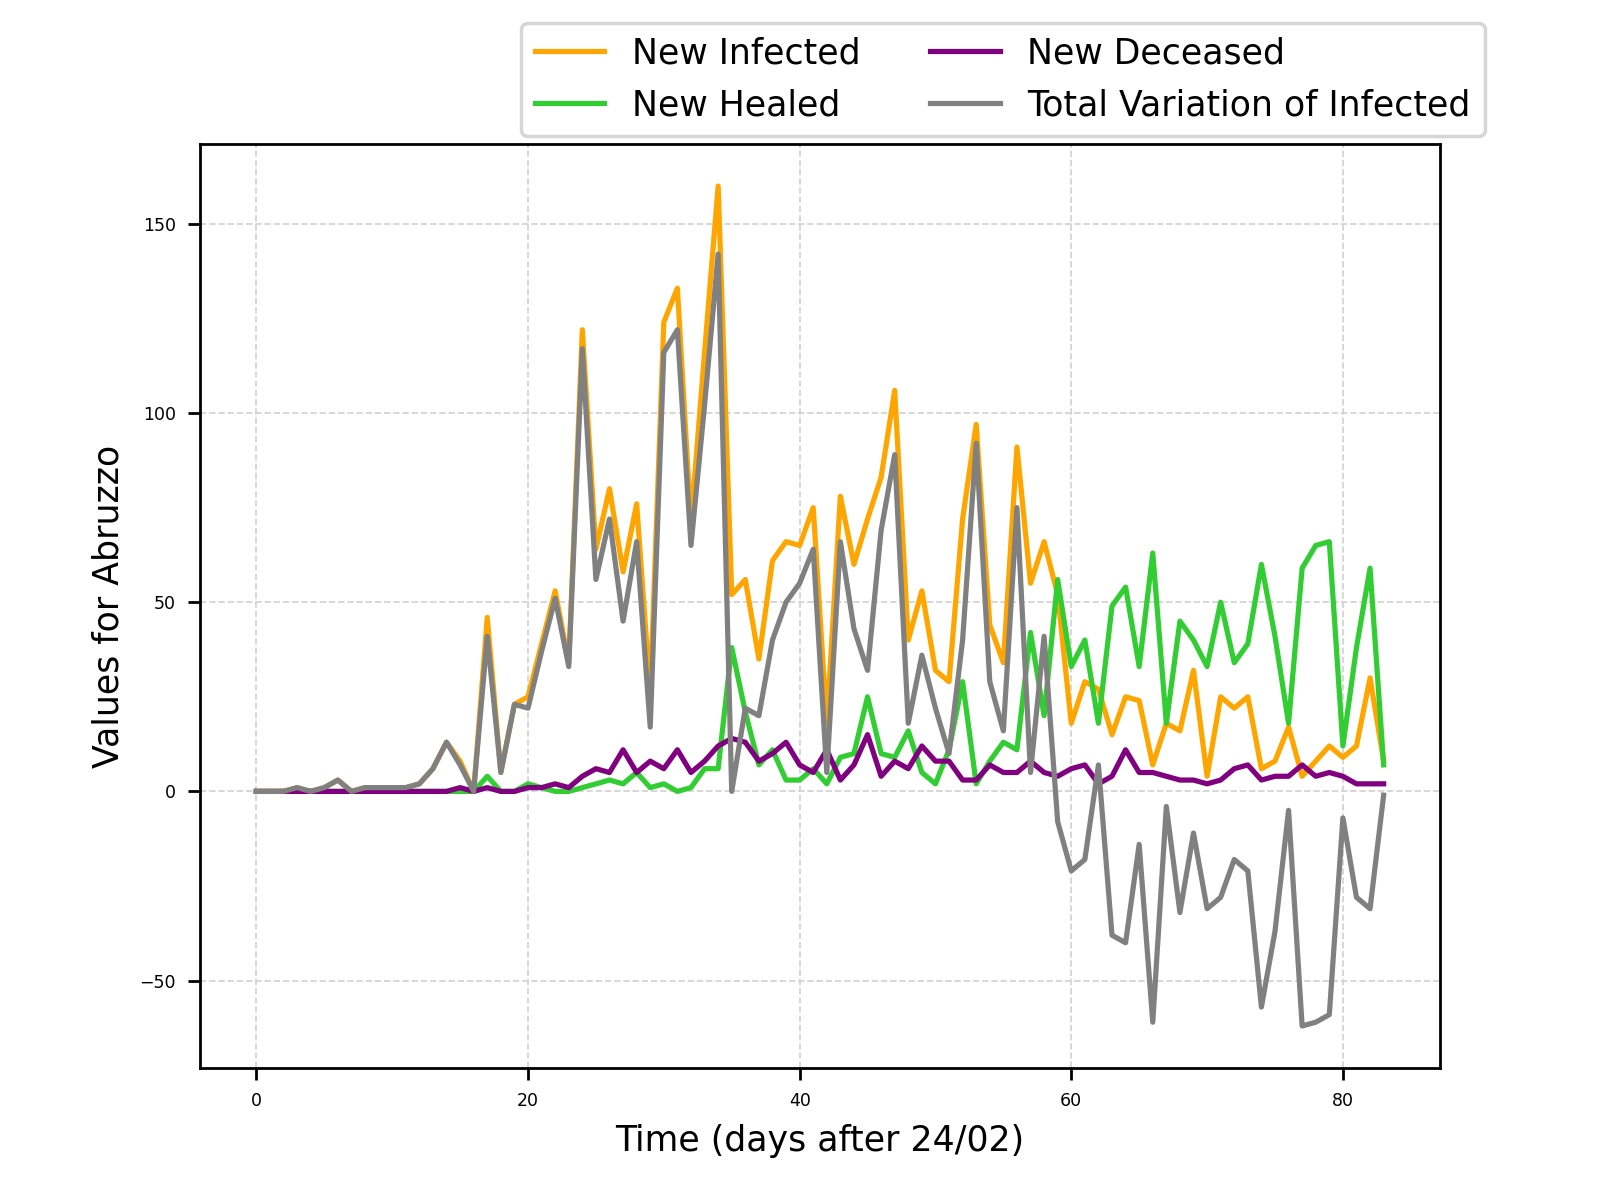 New Infected
New Healed
New Deceased
Total Variation of Infected
150
100
50
0
−50
Values for Abruzzo
0 20 40 60 80
Time (days after 24/02)